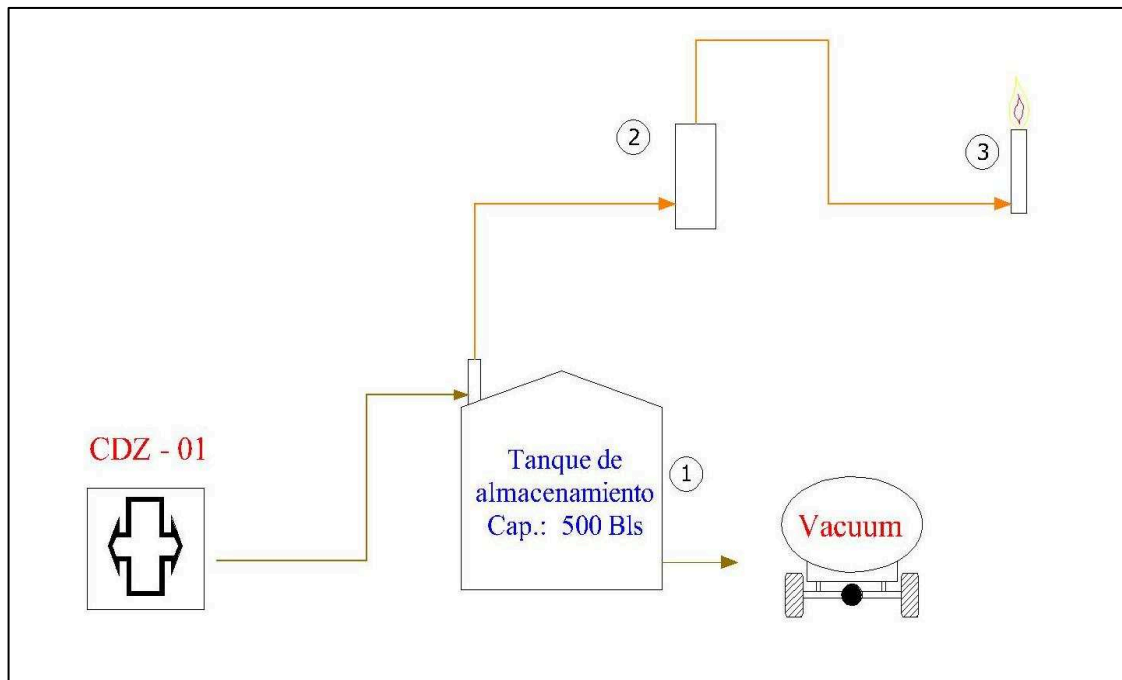 2
3
CDZ - 01
Tanque de
almacenamiento
Cap.: 500 Bls
1
Vacuum